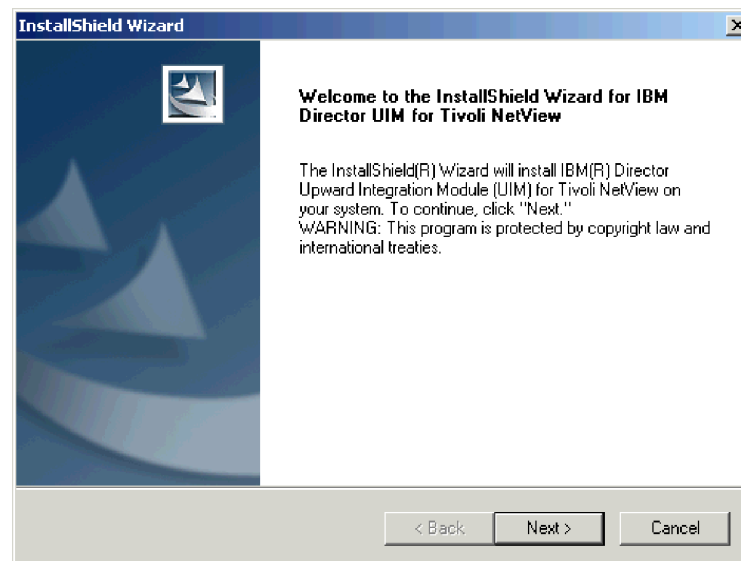 InstallShield Wizard
Welcome to the InstallShield Wizard for IBM
Director UIM for Tivoli NetView
The InstallShield(R) Wizard will install IBM(R) Director
Upward Integration Module (UIM) for Tivoli NetView on
your system. To continue, click "Next."
WARNING: This program is protected by copyright law and
international treaties.
< Back
Next >
Cancel